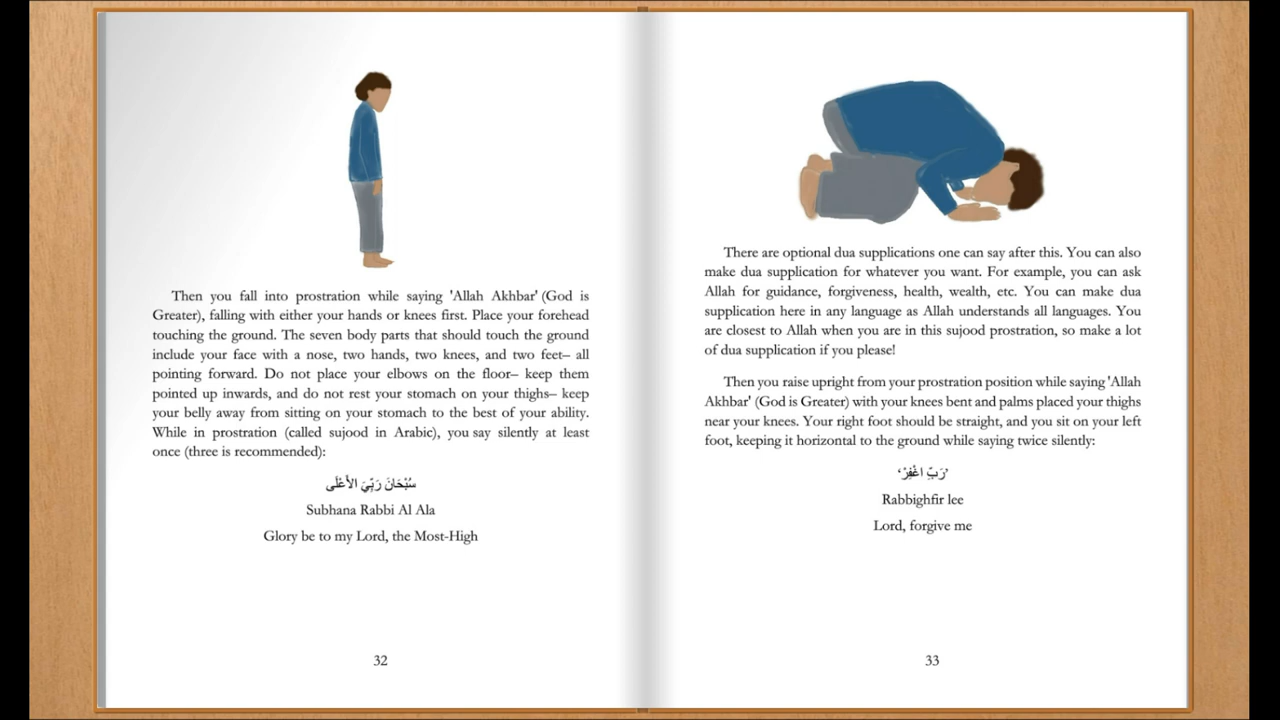 Then you fall into prostration while saying 'Allah Akhbar' (God is
Greater), falling with either your hands or knees first. Place your forehead
touching the ground. The seven body parts that should touch the ground
include your face with a nose, two hands, two knees, and two feet– all
pointing forward. Do not place your elbows on the floor– keep them
pointed up inwards, and do not rest your stomach on your thighs– keep
your belly away from sitting on your stomach to the best of your ability.
While in prostration (called sujood in Arabic), you say silently at least
once (three is recommended):
سُبْحَانَ رَبِّيَ الأَعْلَى
Subhana Rabbi Al Ala
Glory be to my Lord, the Most-High
32
There are optional dua supplications one can say after this. You can also
make dua supplication for whatever you want. For example, you can ask
Allah for guidance, forgiveness, health, wealth, etc. You can make dua
supplication here in any language as Allah understands all languages. You
are closest to Allah when you are in this sujood prostration, so make a lot
of dua supplication if you please!
Then you raise upright from your prostration position while saying 'Allah
Akhbar' (God is Greater) with your knees bent and palms placed your thighs
near your knees. Your right foot should be straight, and you sit on your left
foot, keeping it horizontal to the ground while saying twice silently:
’رَبِّ اغْفِرْ‘
Rabbighfir lee
Lord, forgive me
33